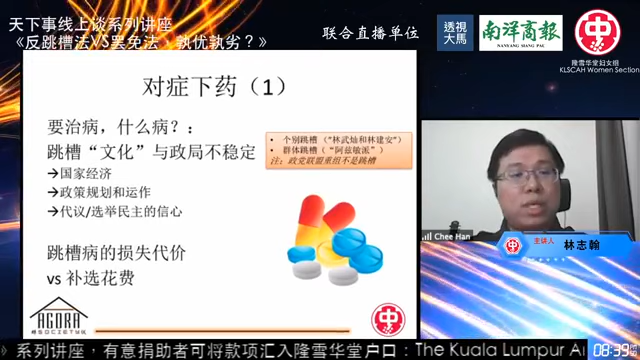 天下事线上谈系列讲座
《反跳槽法VS罢免法，孰优孰劣？》
联合直播单位
透視大馬
南洋商報
NANYANG SIANG PAU
隆雪华堂妇女组
KLSCAH Women Section
对症下药（1）
要治病，什么病？：
跳槽“文化”与政局不稳定
→国家经济
→政策规划和运作
→代议/选举民主的信心
跳槽病的损失代价
vs 补选花费
• 个别跳槽（“林武灿和林建安”）
• 群体跳槽（“阿兹敏派”）
注：政党联盟重组不是跳槽
Chee Han
主讲人
林志翰
AGORA
SOCIETY
》系列讲座，有意捐助者可将款项汇入隆雪华堂户口：The Kuala Lumpur
08:39